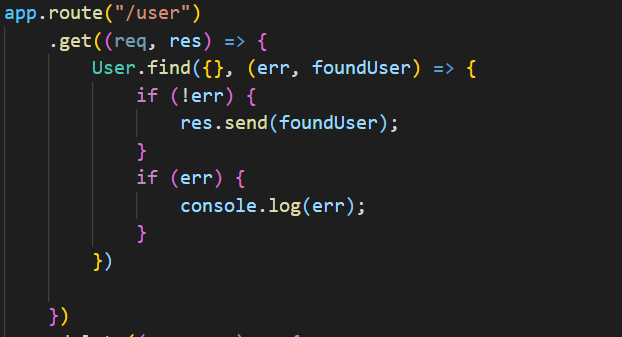 app.route("/user")
.get((req, res) => {
User.find({}, (err, foundUser) => {
if (!err) {
res.send(foundUser);
}
if (err) {
console.log(err);
}
})
})